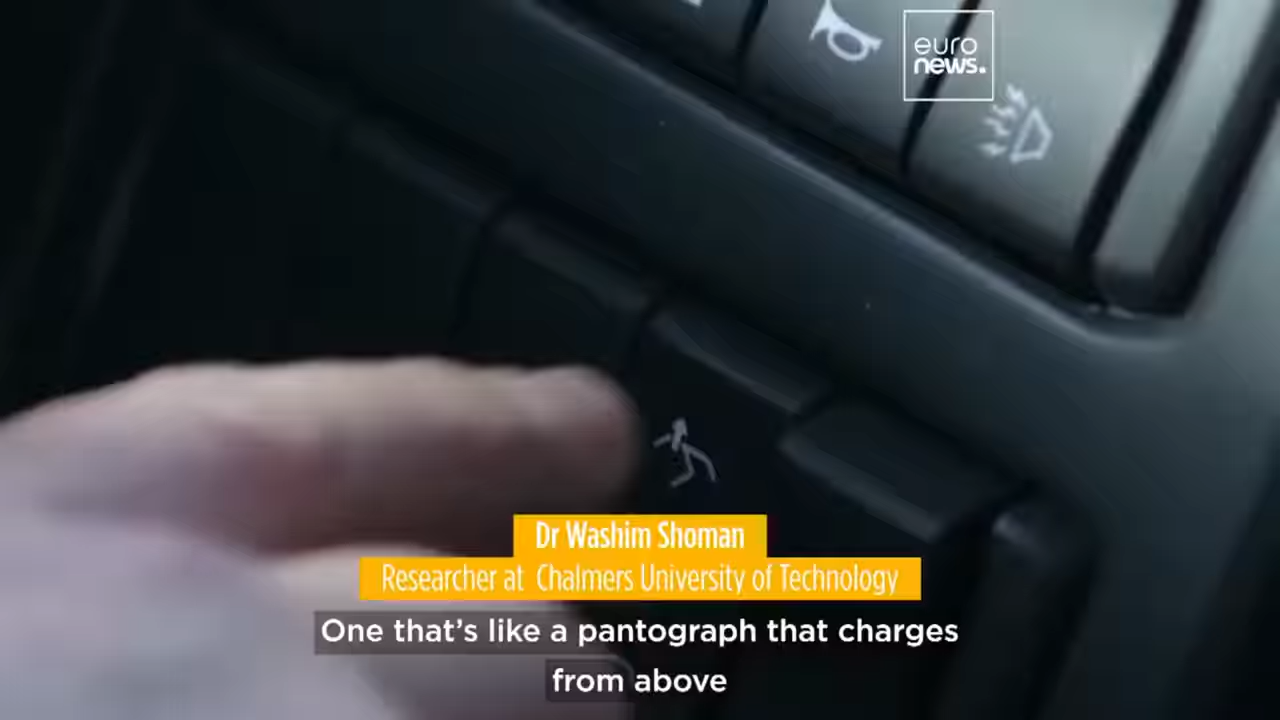 euro
news.
Dr Washim Shoman
Researcher at Chalmers University of Technology
One that's like a pantograph that charges
from above